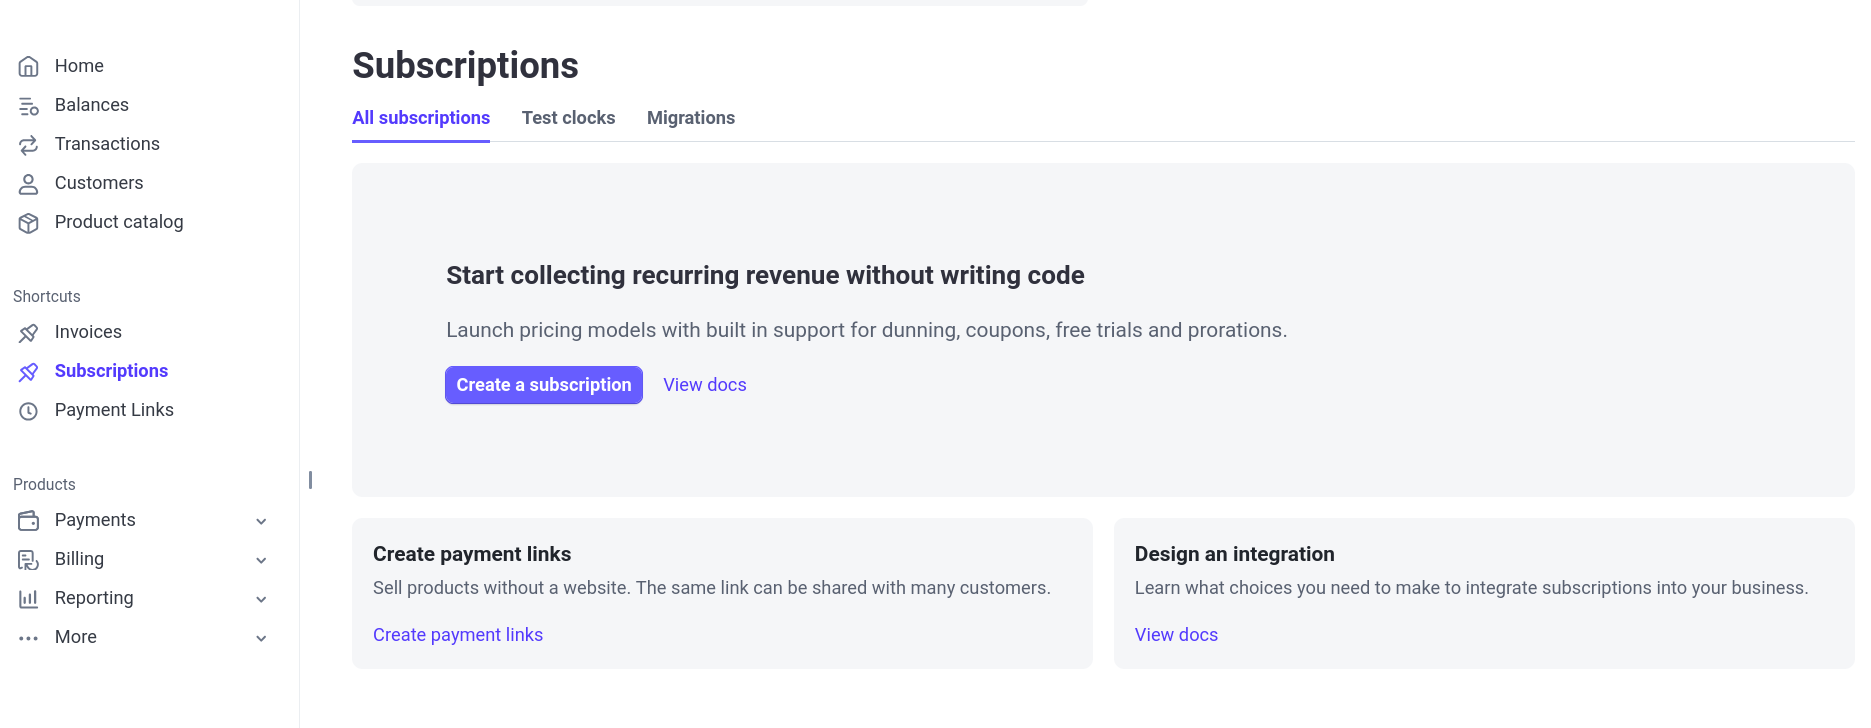 Home
Balances
Transactions
Customers
Product catalog
Shortcuts
Invoices
Subscriptions
Payment Links
Products
Payments
Billing
Reporting
More
Subscriptions
All subscriptions Test clocks Migrations
Start collecting recurring revenue without writing code
Launch pricing models with built in support for dunning, coupons, free trials and prorations.
Create a subscription View docs
Create payment links
Sell products without a website. The same link can be shared with many customers.
Create payment links
Design an integration
Learn what choices you need to make to integrate subscriptions into your business.
View docs